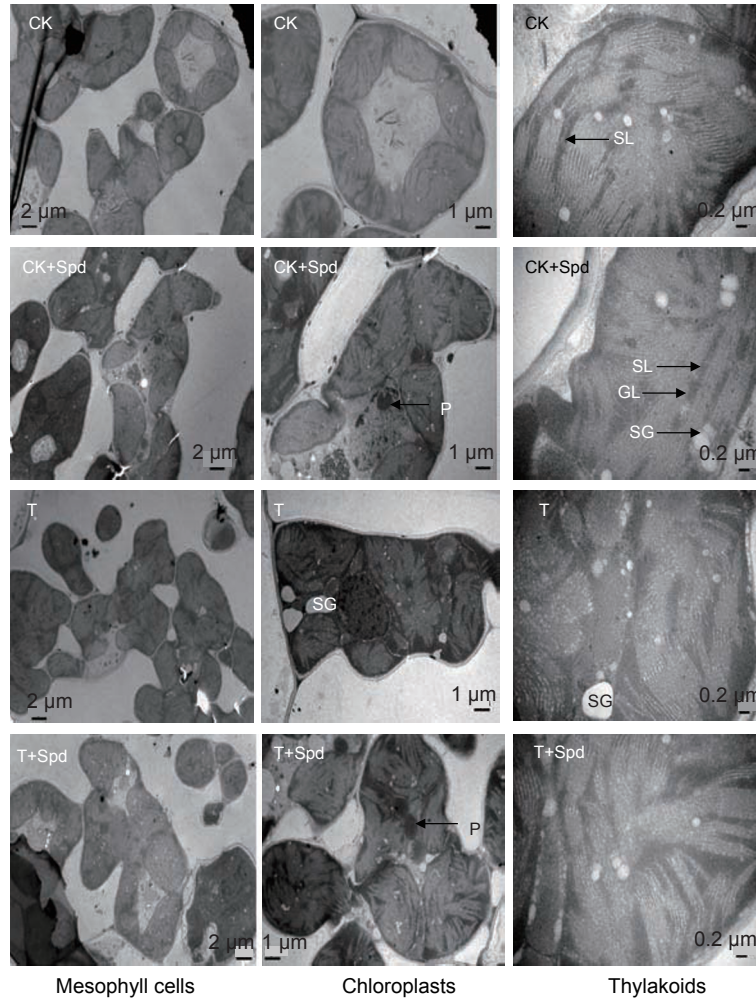 CK
2 µm
CK
1 µm
CK
SL
0.2 µm
CK+Spd
2 µm
CK+Spd
P
1 µm
CK+Spd
SL
GL
SG
0.2 µm
T
2 µm
T
SG
1 µm
T
SG
0.2 µm
T+Spd
2 µm
T+Spd
P
1 µm
T+Spd
0.2 µm
Mesophyll cells
Chloroplasts
Thylakoids